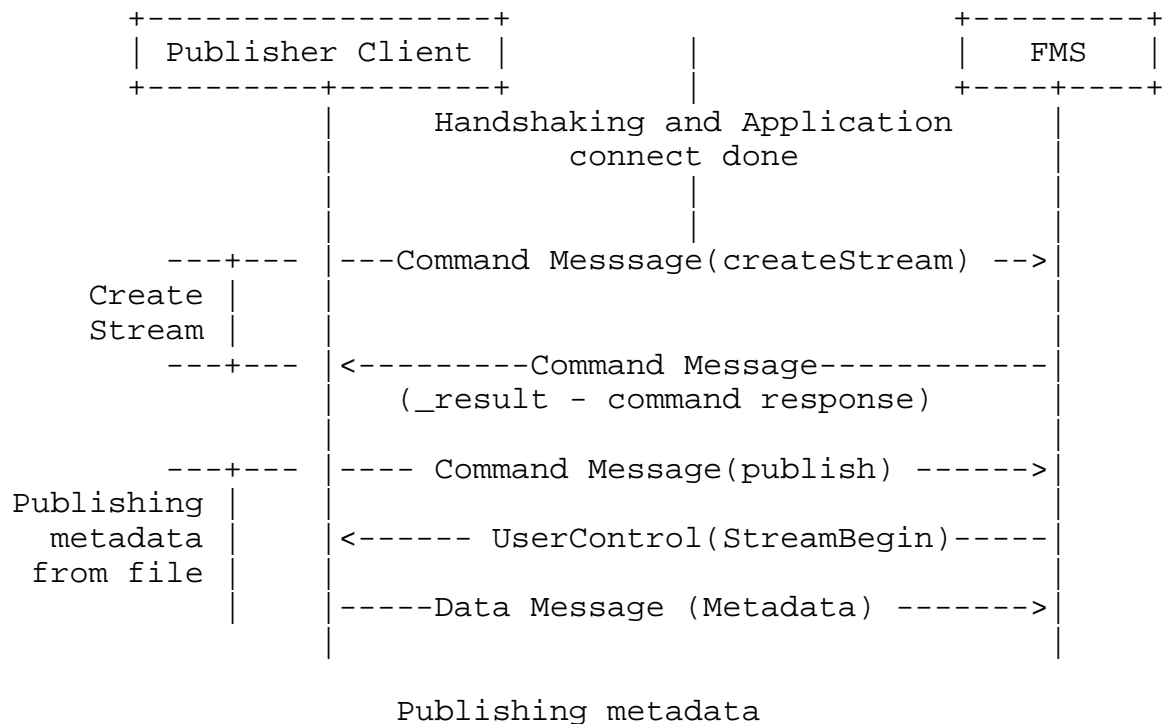 Publisher Client FMS
Handshaking and Application
connect done
---+--- |---Command Messsage(createStream) -->|
Create
Stream
---+--- |<---------Command Message------------|
(_result - command response)
---+--- |---- Command Message(publish) ------>|
Publishing
metadata |<------ UserControl(StreamBegin)-----|
from file
|-----Data Message (Metadata) ------->|
Publishing metadata